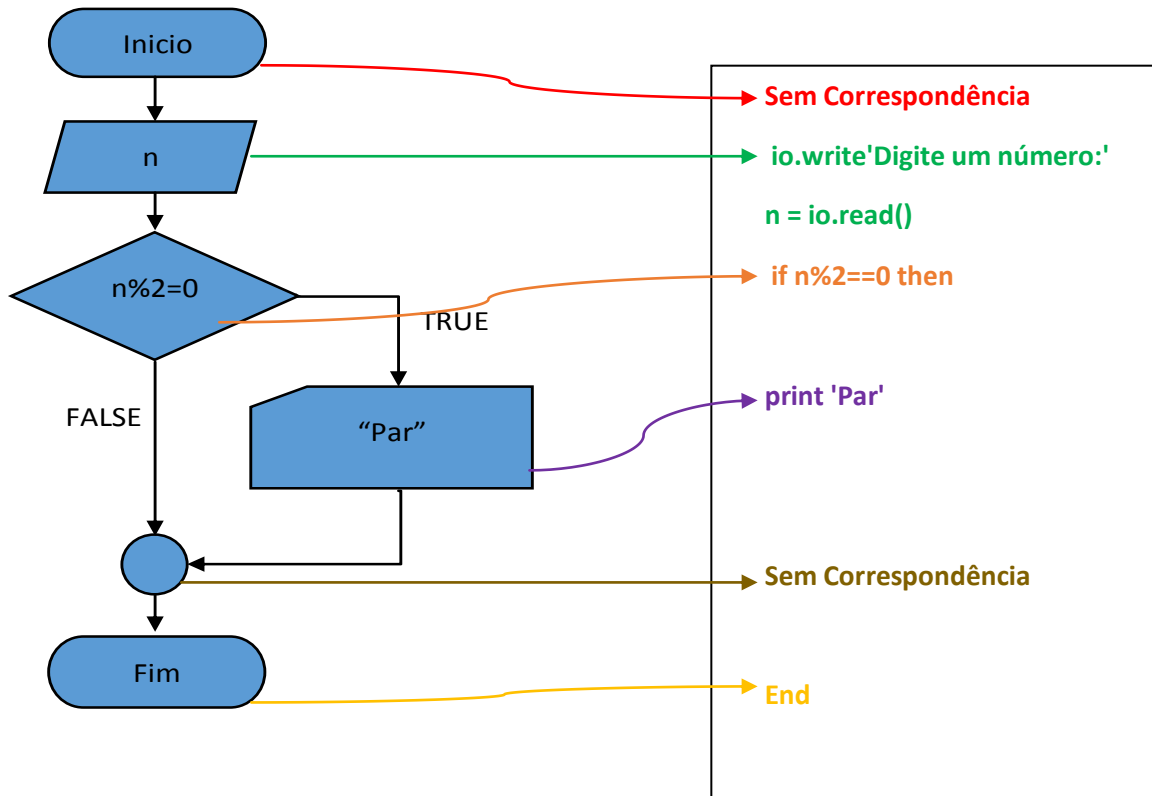 Inicio
Sem Correspondência
n
io.write'Digite um número:'
n = io.read()
n%2=0
if n%2==0 then
TRUE
print 'Par'
FALSE
“Par”
Sem Correspondência
Fim
End